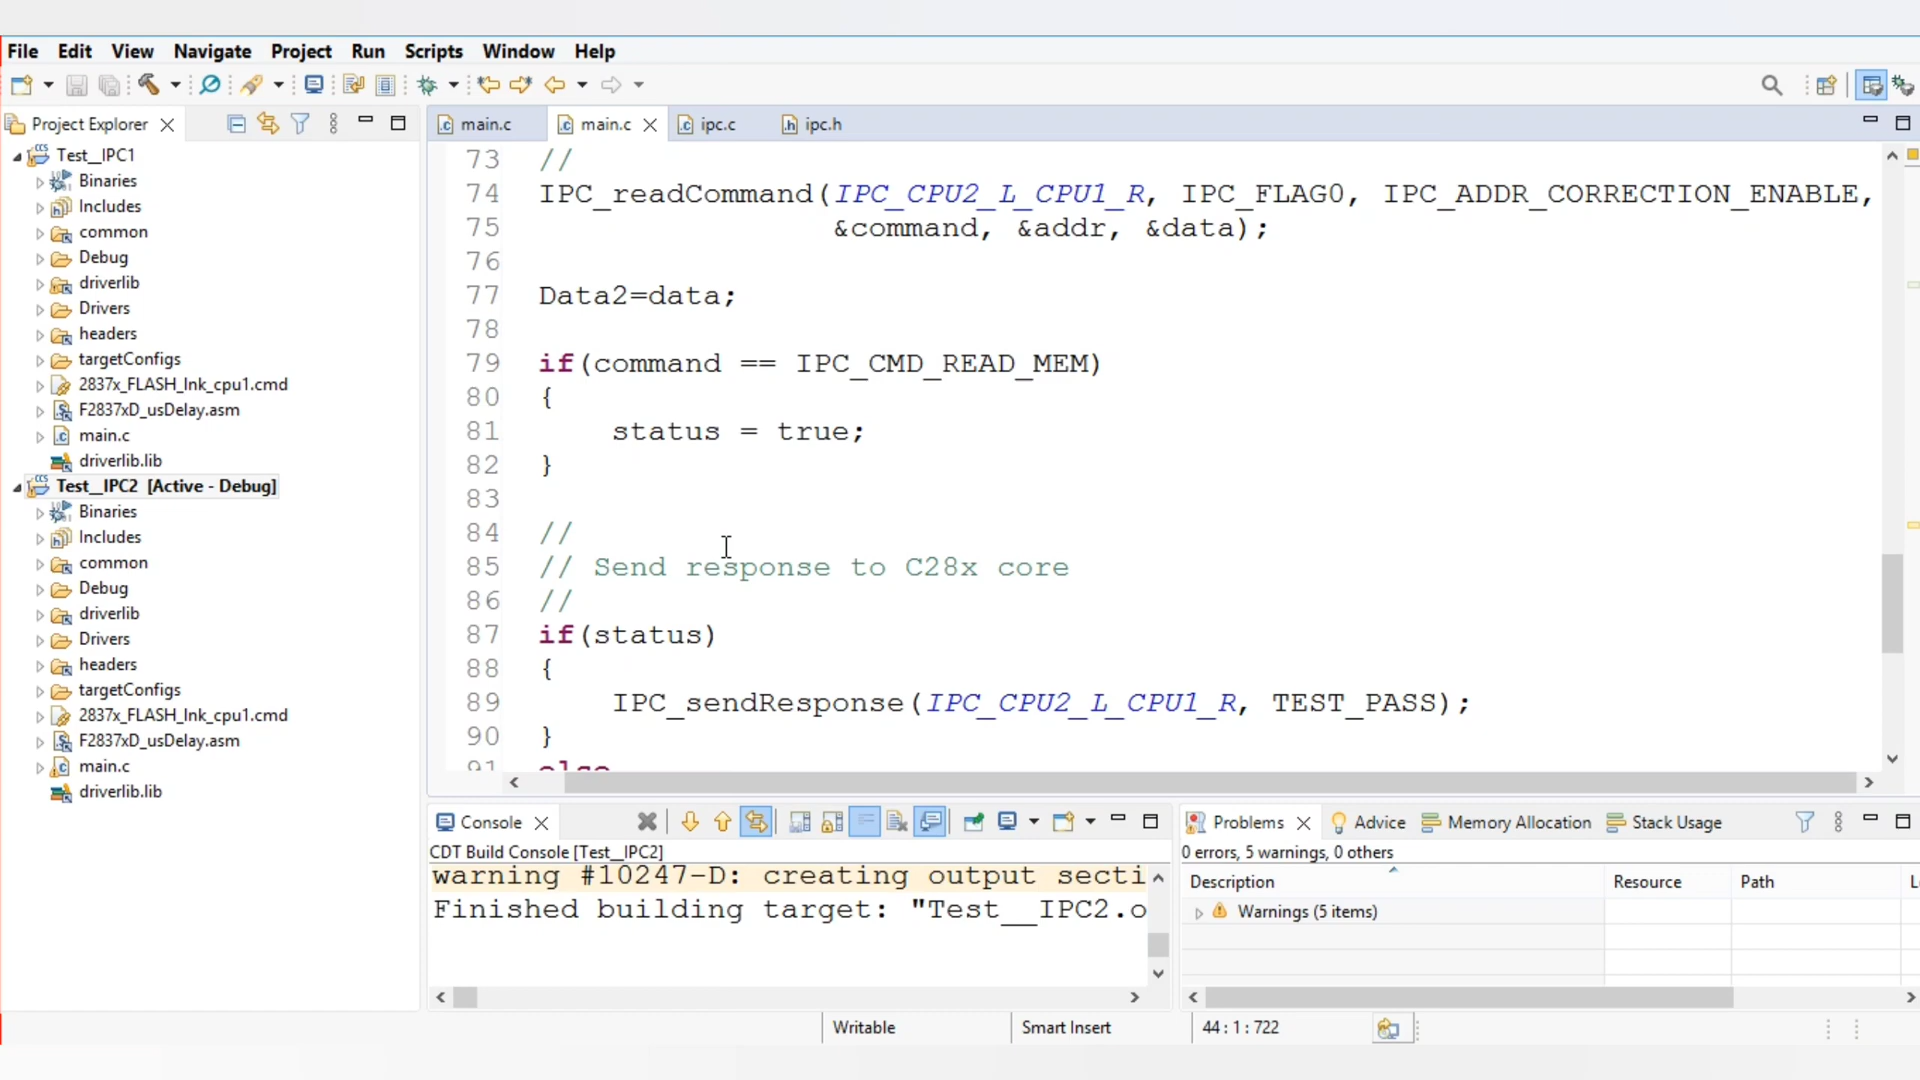 File Edit View Navigate Project Run Scripts Window Help
Project Explorer
Test__IPC1
Binaries
Includes
common
Debug
driverlib
Drivers
headers
targetConfigs
2837x_FLASH_lnk_cpu1.cmd
F2837xD_usDelay.asm
main.c
driverlib.lib
Test__IPC2 [Active - Debug]
Binaries
Includes
common
Debug
driverlib
Drivers
headers
targetConfigs
2837x_FLASH_lnk_cpu1.cmd
F2837xD_usDelay.asm
main.c
driverlib.lib
main.c main.c ipc.c ipc.h
73 //
74 IPC_readCommand(IPC_CPU2_L_CPU1_R, IPC_FLAG0, IPC_ADDR_CORRECTION_ENABLE,
75 &command, &addr, &data);
76
77 Data2=data;
78
79 if(command == IPC_CMD_READ_MEM)
80 {
81 status = true;
82 }
83
84 //
85 // Send response to C28x core
86 //
87 if(status)
88 {
89 IPC_sendResponse(IPC_CPU2_L_CPU1_R, TEST_PASS);
90 }
91 else
Console
CDT Build Console [Test__IPC2]
warning #10247-D: creating output secti
Finished building target: "Test__IPC2.o
Problems Advice Memory Allocation Stack Usage
0 errors, 5 warnings, 0 others
Description Resource Path L
Warnings (5 items)
Writable Smart Insert 44 : 1 : 722